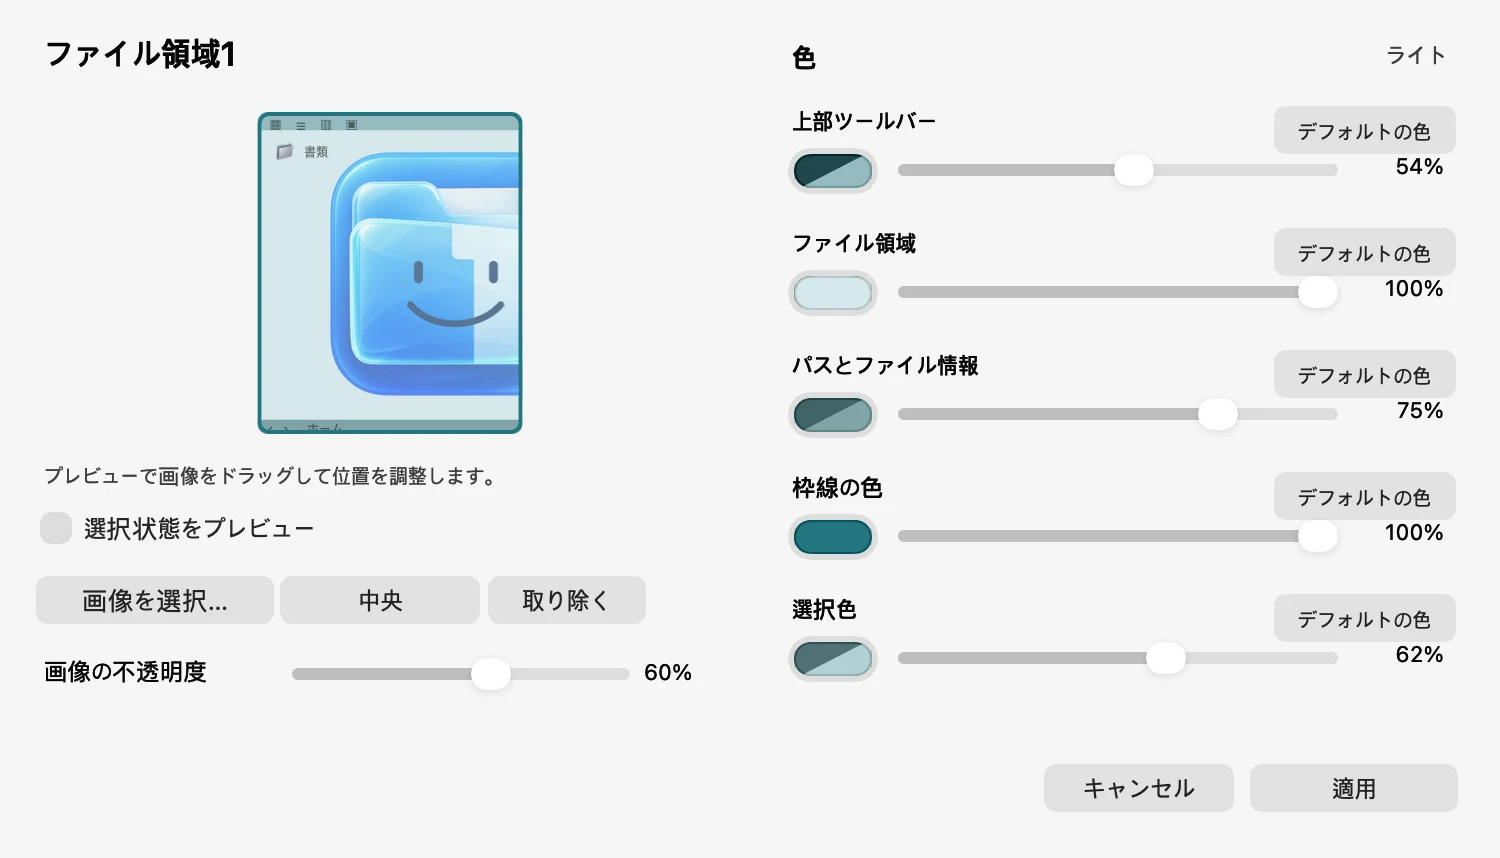 ファイル領域1
書類
ホーム
プレビューで画像をドラッグして位置を調整します。
選択状態をプレビュー
画像を選択...
中央
取り除く
画像の不透明度
60%
色
ライト
上部ツールバー
デフォルトの色
54%
ファイル領域
デフォルトの色
100%
パスとファイル情報
デフォルトの色
75%
枠線の色
デフォルトの色
100%
選択色
デフォルトの色
62%
キャンセル
適用